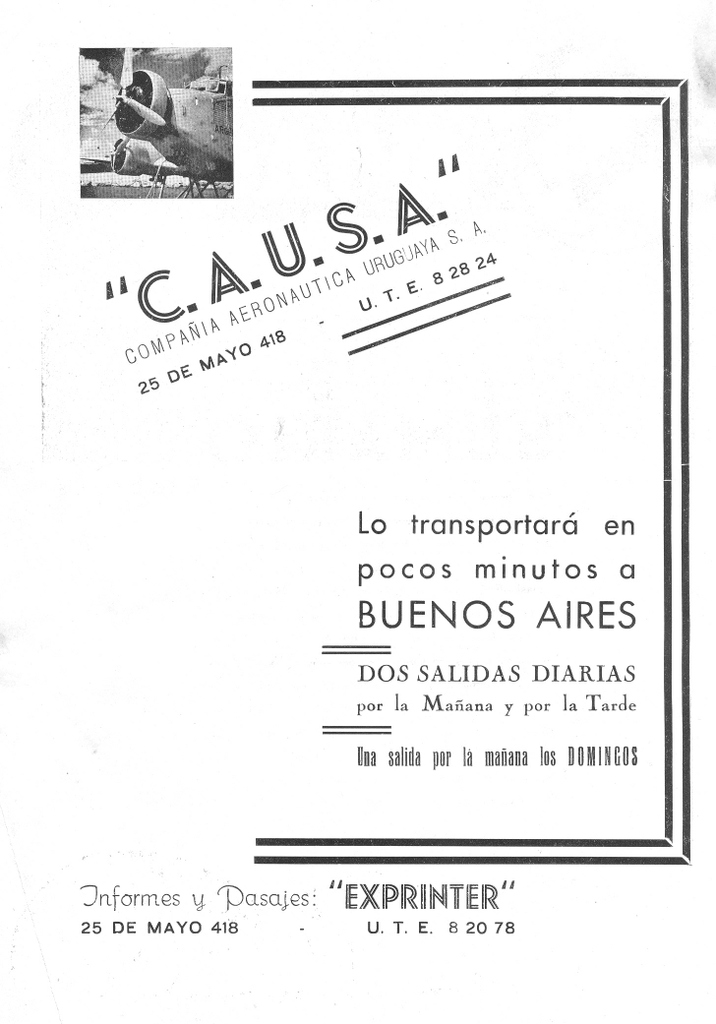 "C.A.U.S.A."
COMPAÑIA AERONAUTICA URUGUAYA S. A.
25 DE MAYO 418 - U. T. E. 8 28 24
Lo transportará en
pocos minutos a
BUENOS AIRES
DOS SALIDAS DIARIAS
por la Mañana y por la Tarde
Una salida por la mañana los DOMINGOS
Informes y Pasajes: "EXPRINTER"
25 DE MAYO 418 - U. T. E. 8 20 78